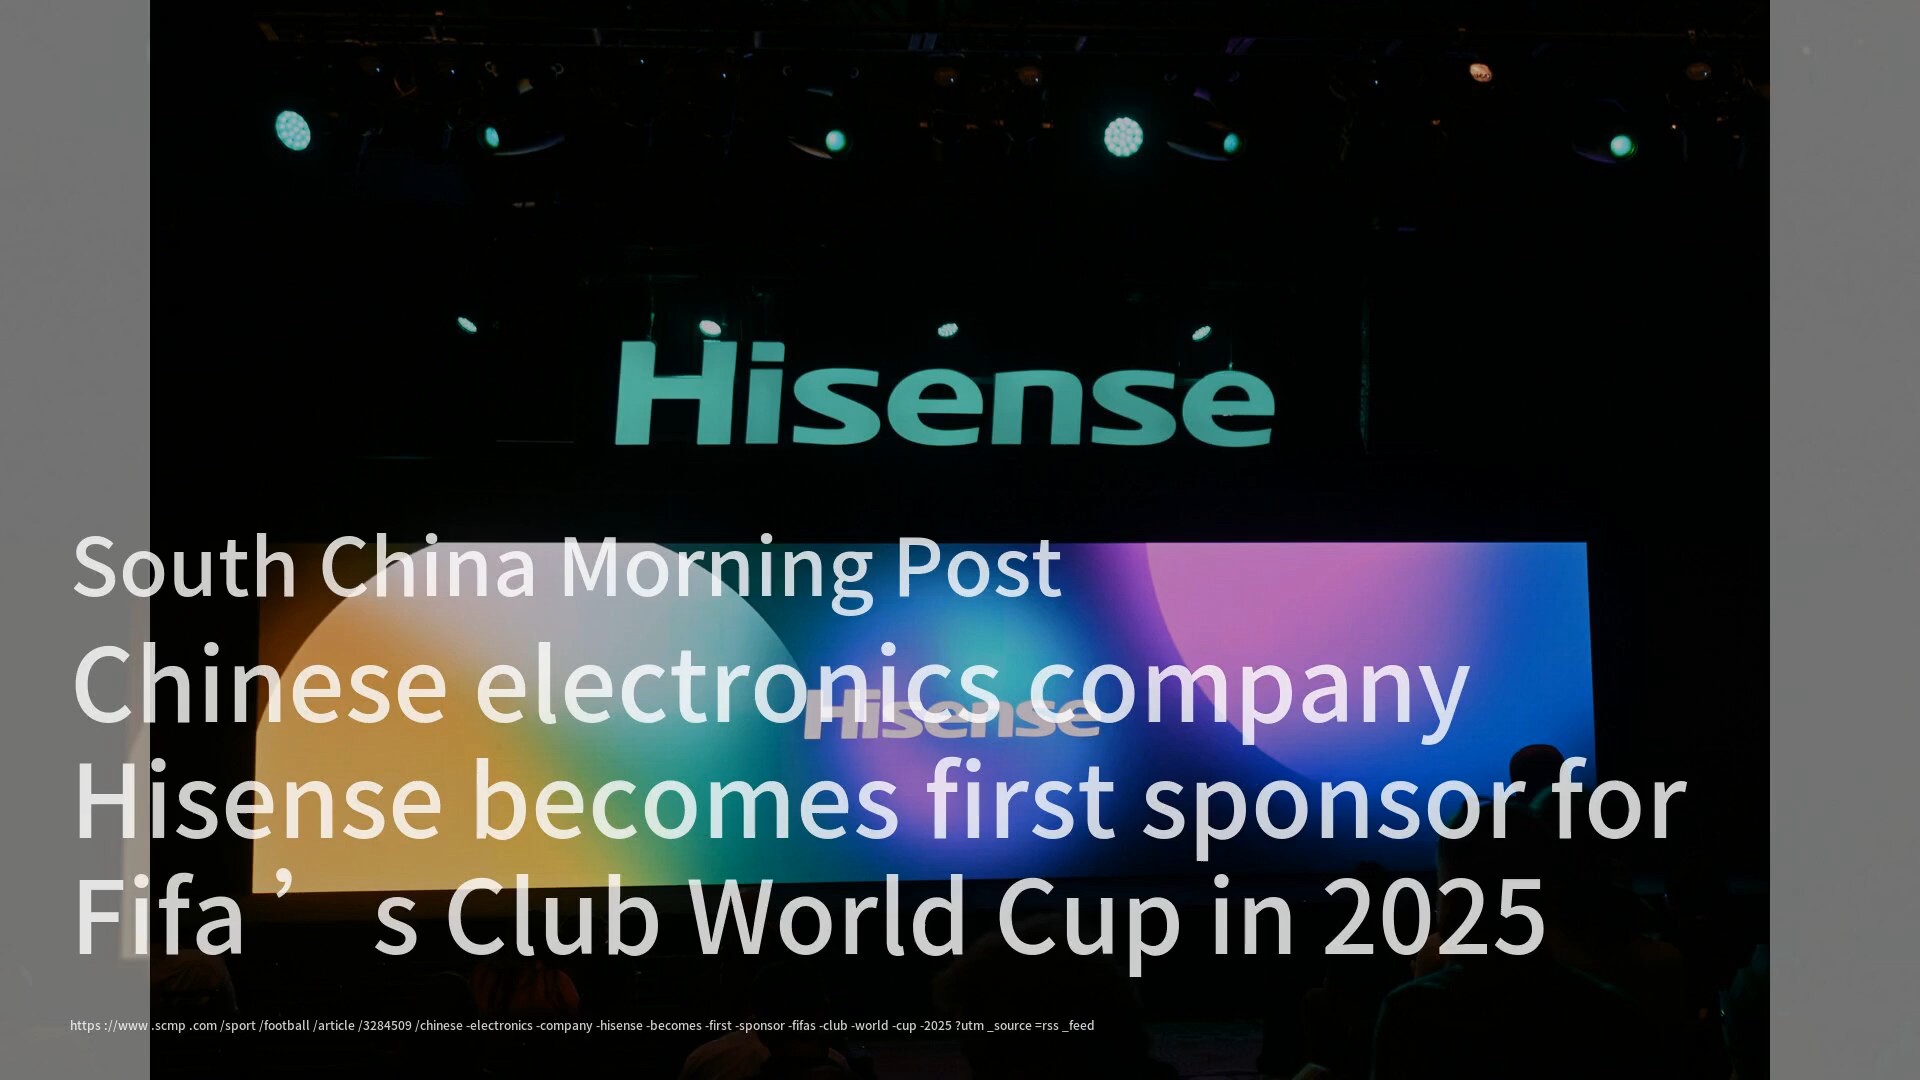 Hisense
South China Morning Post
Chinese electronics company
Hisense
Hisense becomes first sponsor for
Fifa’s Club World Cup in 2025
https ://www .scmp .com /sport /football /article /3284509 /chinese -electronics -company -hisense -becomes -first -sponsor -fifas -club -world -cup -2025 ?utm _source =rss _feed